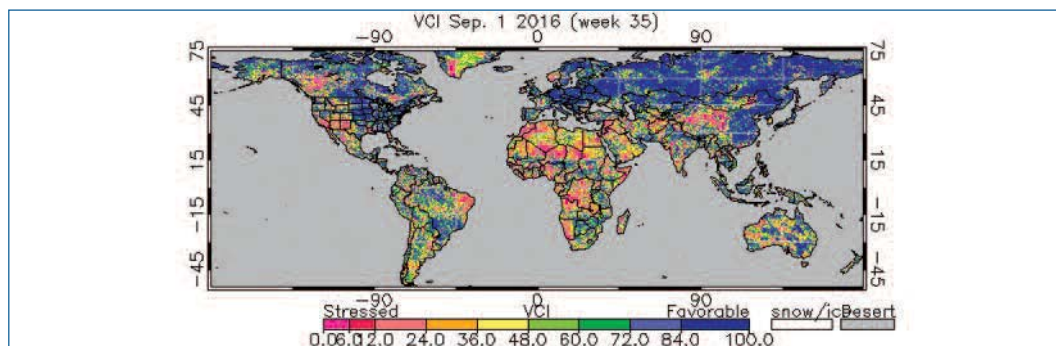 VCI Sep. 1 2016 (week 35)
-90 0 90
75 75
45 45
15 15
-15 -15
-45 -45
-90 0 90
Stressed VCI Favorable snow/ice Desert
0.0 6.0 12.0 24.0 36.0 48.0 60.0 72.0 84.0 100.0